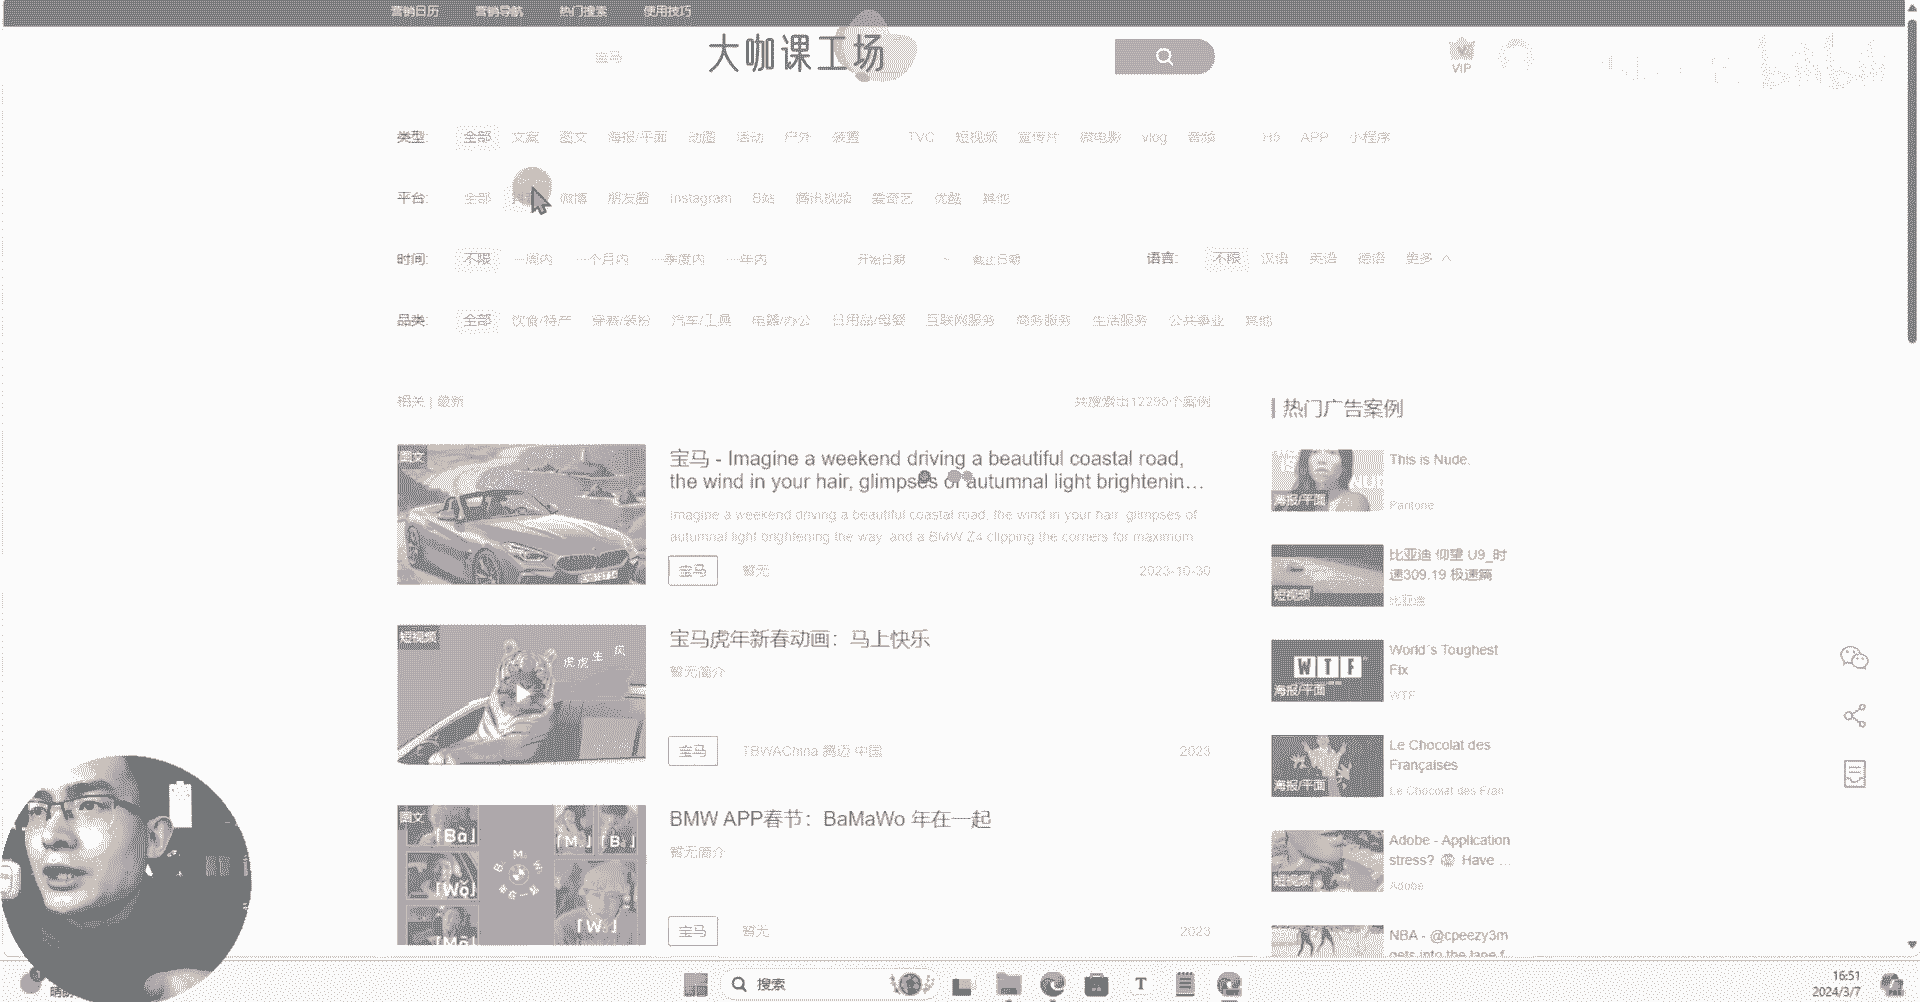 营销日历 营销导航 热门搜索 使用技巧
宝马
大咖课工场
VIP
类型: 全部 文案 图文 海报/平面 动画 活动 户外 装置 TVC 短视频 宣传片 微电影 vlog 音频 H5 APP 小程序
平台: 全部 微博 朋友圈 Instagram B站 腾讯视频 爱奇艺 优酷 其他
时间: 不限 一周内 一个月内 一季度内 一年内 开始日期 ~ 截止日期 语言: 不限 汉语 英语 德语 更多
品类: 全部 饮食/特产 穿戴/装扮 汽车/工具 电器/办公 日用品/母婴 互联网服务 商务服务 生活服务 公共事业 其他
相关 | 最新
共搜索出12295个案例
图文
宝马 - Imagine a weekend driving a beautiful coastal road,
the wind in your hair, glimpses of autumnal light brightenin...
Imagine a weekend driving a beautiful coastal road, the wind in your hair, glimpses of
autumnal light brightening the way, and a BMW Z4 clipping the corners for maximum
宝马 暂无 2023-10-30
短视频
虎虎生风
宝马虎年新春动画：马上快乐
暂无简介
宝马 TBWAChina 腾迈 中国 2023
图文
「Bā」
「Wǒ」
「M.」
「B.」
「W.」
BMW APP春节：BaMaWo 年在一起
暂无简介
宝马 暂无 2023
热门广告案例
海报/平面
This is Nude.
Pantone
短视频
比亚迪 仰望 U9_时
速309.19 极速篇
比亚迪
WTF
海报/平面
World´s Toughest
Fix
WTF
海报/平面
Le Chocolat des
Françaises
Le Chocolat des Fran
短视频
Adobe - Application
stress? Have ...
Adobe
NBA - @cpeezy3m
gets into the lane f
搜索
16:51
2024/3/7